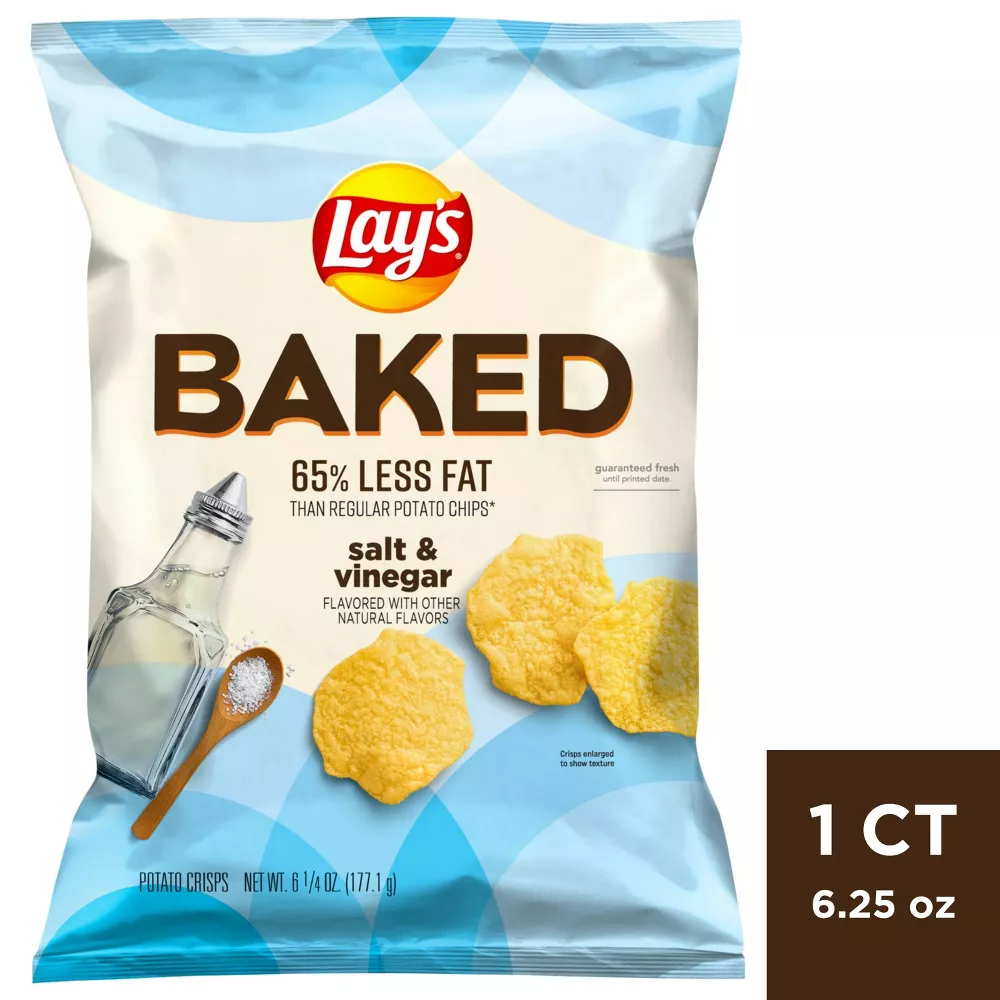 Lay's®
BAKED
65% LESS FAT
THAN REGULAR POTATO CHIPS*
guaranteed fresh
until printed date.
salt &
vinegar
FLAVORED WITH OTHER
NATURAL FLAVORS
Crisps enlarged
to show texture
POTATO CRISPS NET WT. 6 1/4 OZ. (177.1 g)
1 CT
6.25 oz